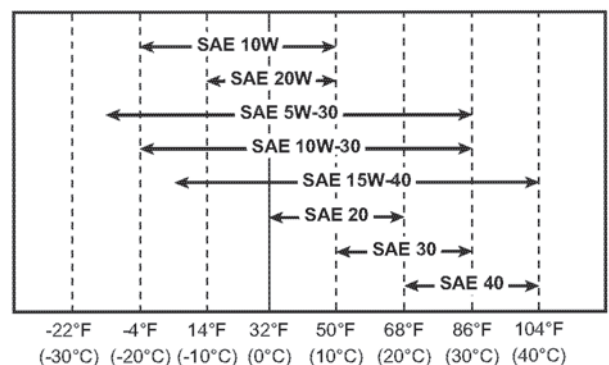 SAE 10W
SAE 20W
SAE 5W-30
SAE 10W-30
SAE 15W-40
SAE 20
SAE 30
SAE 40
-22°F -4°F 14°F 32°F 50°F 68°F 86°F 104°F
(-30°C) (-20°C) (-10°C) (0°C) (10°C) (20°C) (30°C) (40°C)